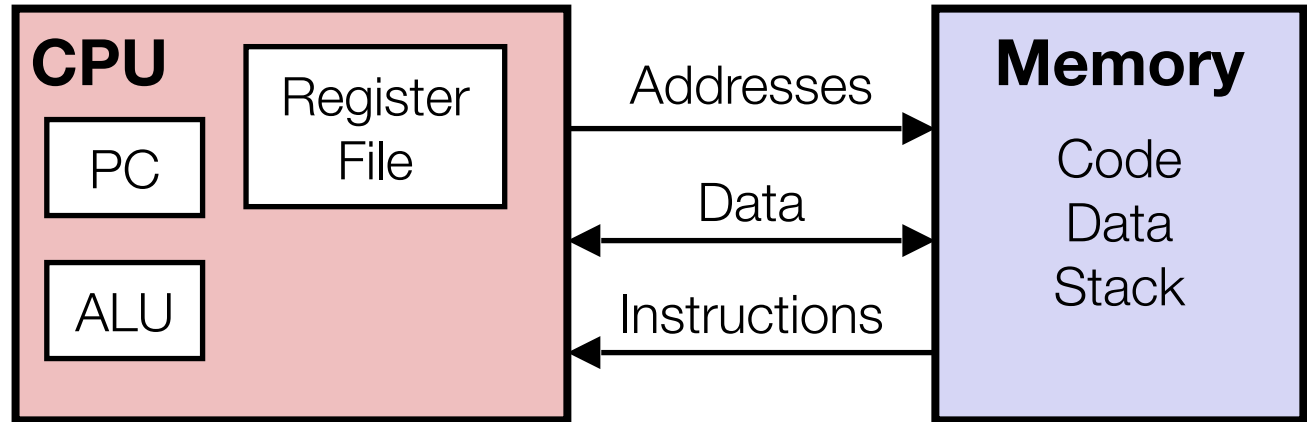 CPU
Register
File
PC
ALU
Addresses
Data
Instructions
Memory
Code
Data
Stack